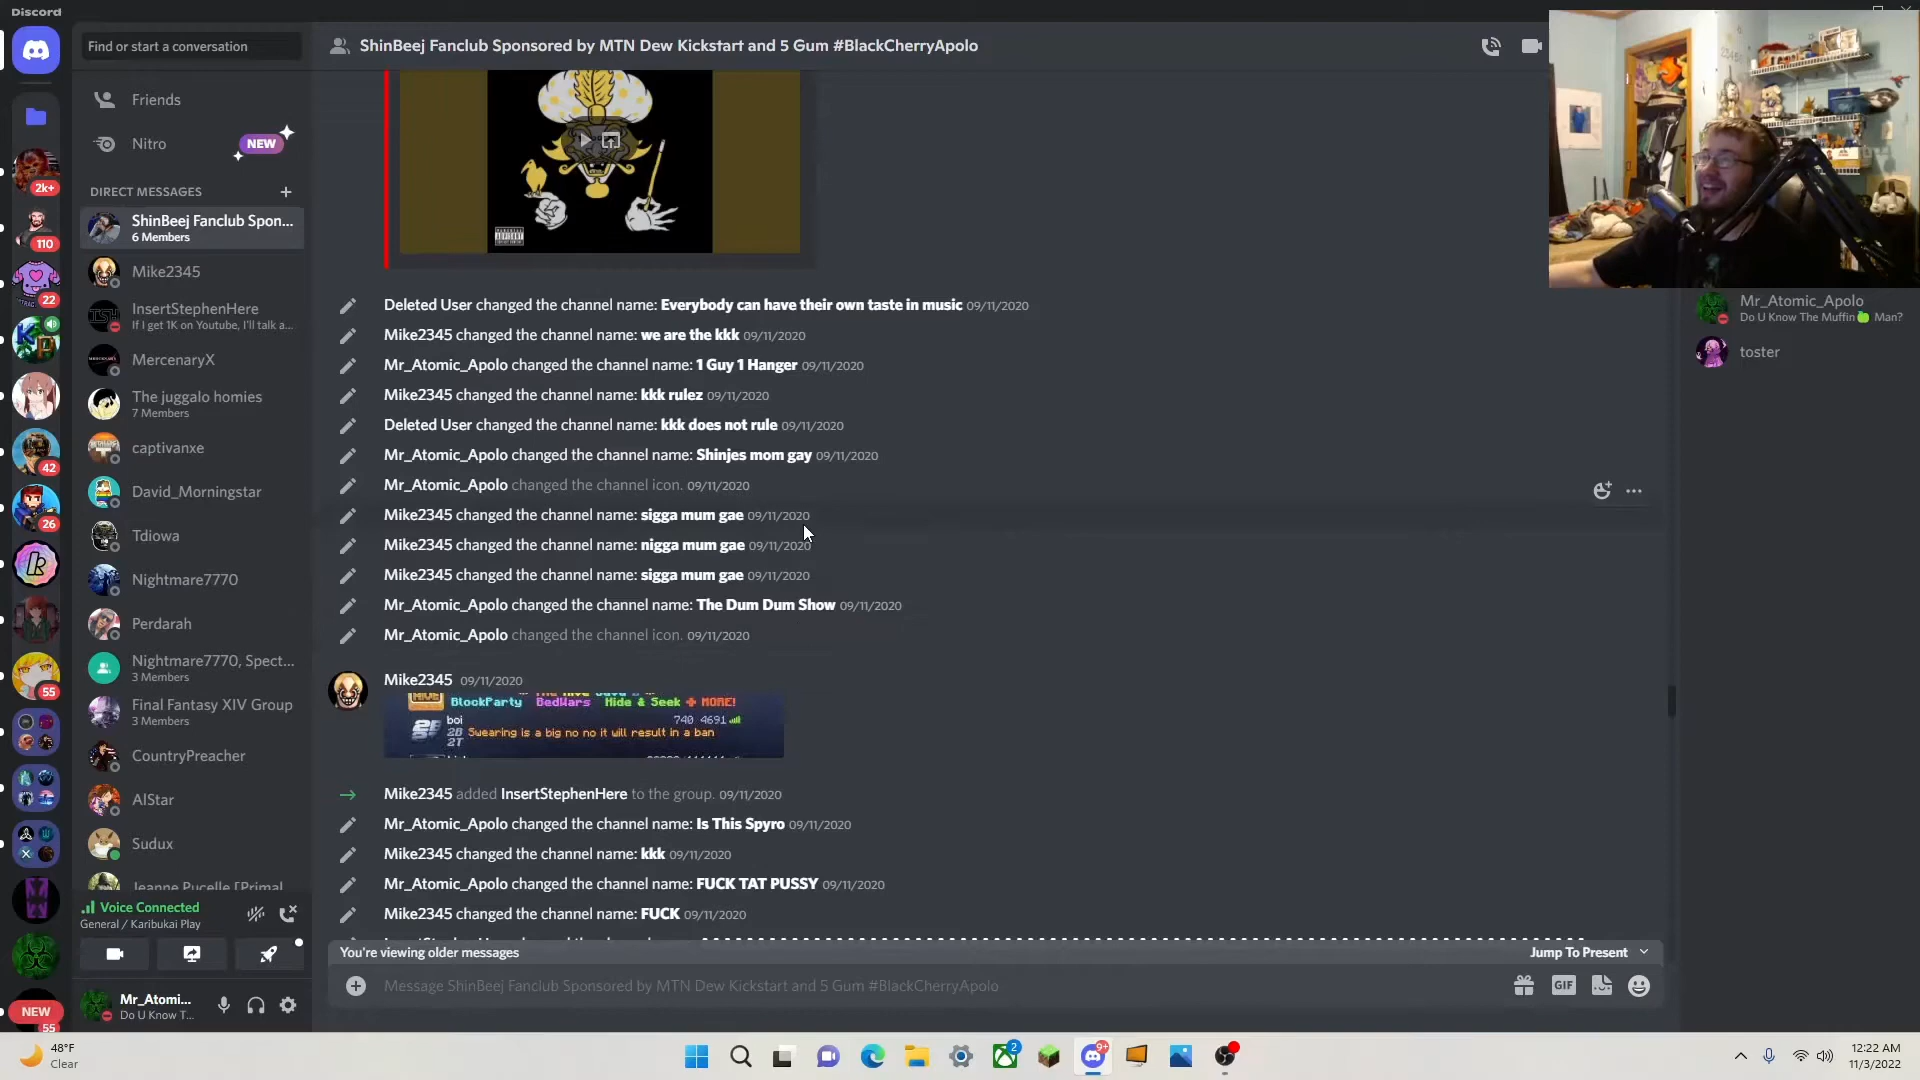 Discord
Find or start a conversation
ShinBeej Fanclub Sponsored by MTN Dew Kickstart and 5 Gum #BlackCherryApolo
Friends
Nitro
NEW
DIRECT MESSAGES
ShinBeej Fanclub Spon...
6 Members
Mike2345
InsertStephenHere
If I get 1K on Youtube, I'll talk a...
MercenaryX
The juggalo homies
7 Members
captivanxe
David_Morningstar
Tdiowa
Nightmare7770
Perdarah
Nightmare7770, Spect...
3 Members
Final Fantasy XIV Group
3 Members
CountryPreacher
AlStar
Sudux
Jeanne Pucelle [Primal
2k+
110
22
42
26
55
NEW
55
Voice Connected
General / Karibukai Play
Mr_Atomi...
Do U Know T...
Deleted User changed the channel name: Everybody can have their own taste in music 09/11/2020
Mike2345 changed the channel name: we are the kkk 09/11/2020
Mr_Atomic_Apolo changed the channel name: 1 Guy 1 Hanger 09/11/2020
Mike2345 changed the channel name: kkk rulez 09/11/2020
Deleted User changed the channel name: kkk does not rule 09/11/2020
Mr_Atomic_Apolo changed the channel name: Shinjes mom gay 09/11/2020
Mr_Atomic_Apolo changed the channel icon. 09/11/2020
Mike2345 changed the channel name: sigga mum gae 09/11/2020
Mike2345 changed the channel name: nigga mum gae 09/11/2020
Mike2345 changed the channel name: sigga mum gae 09/11/2020
Mr_Atomic_Apolo changed the channel name: The Dum Dum Show 09/11/2020
Mr_Atomic_Apolo changed the channel icon. 09/11/2020
Mike2345 09/11/2020
BlockParty BedWars Hide & Seek + MORE!
boi 740 4691
Swearing is a big no no it will result in a ban
Mike2345 added InsertStephenHere to the group. 09/11/2020
Mr_Atomic_Apolo changed the channel name: Is This Spyro 09/11/2020
Mike2345 changed the channel name: kkk 09/11/2020
Mr_Atomic_Apolo changed the channel name: FUCK TAT PUSSY 09/11/2020
Mike2345 changed the channel name: FUCK 09/11/2020
You're viewing older messages
Jump To Present
Message ShinBeej Fanclub Sponsored by MTN Dew Kickstart and 5 Gum #BlackCherryApolo
GIF
Mr_Atomic_Apolo
Do U Know The Muffin Man?
toster
48°F
Clear
2
9+
12:22 AM
11/3/2022